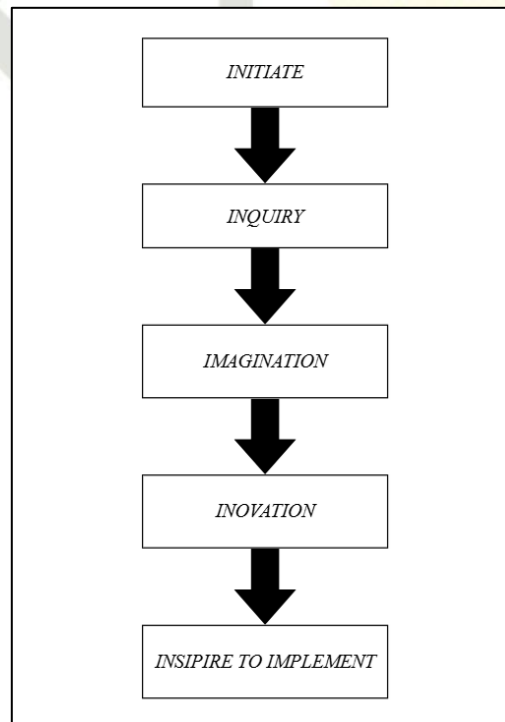 INITIATE
INQUIRY
IMAGINATION
INOVATION
INSIPIRE TO IMPLEMENT